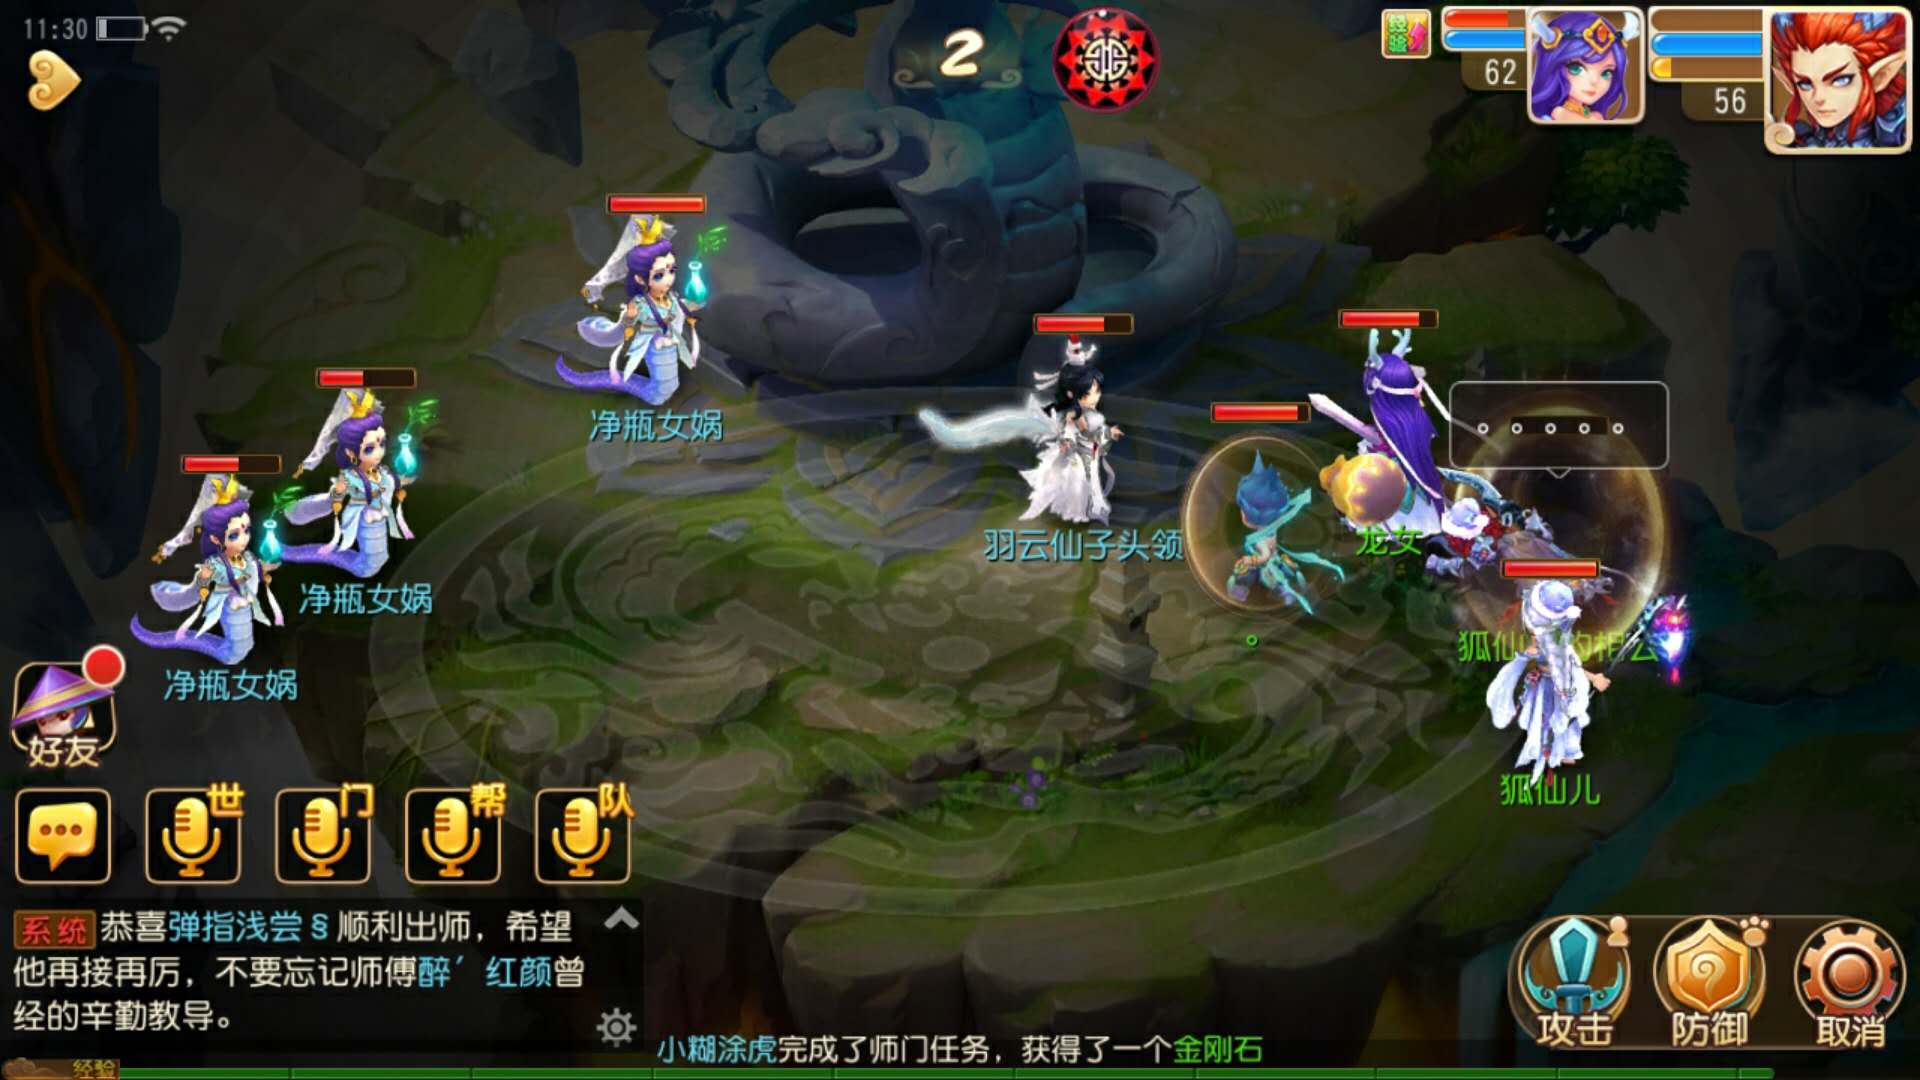 11:30
2
经验
62
56
净瓶女娲
羽云仙子头领
龙女
净瓶女娲
净瓶女娲
狐仙
狐仙儿
好友
世
门
帮
队
系统 恭喜弹指浅尝§顺利出师，希望
他再接再厉，不要忘记师傅醉′红颜曾
经的辛勤教导。
小糊涂虎完成了师门任务，获得了一个金刚石
攻击
防御
取消
经验